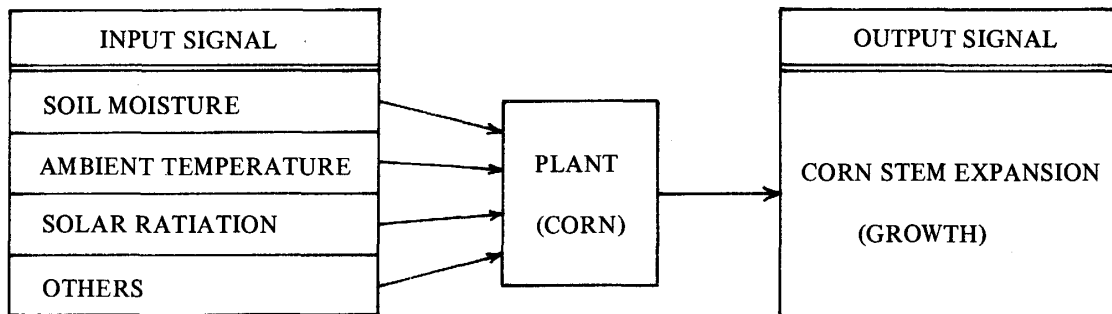 INPUT SIGNAL
SOIL MOISTURE
AMBIENT TEMPERATURE
SOLAR RATIATION
OTHERS
PLANT
(CORN)
OUTPUT SIGNAL
CORN STEM EXPANSION
(GROWTH)